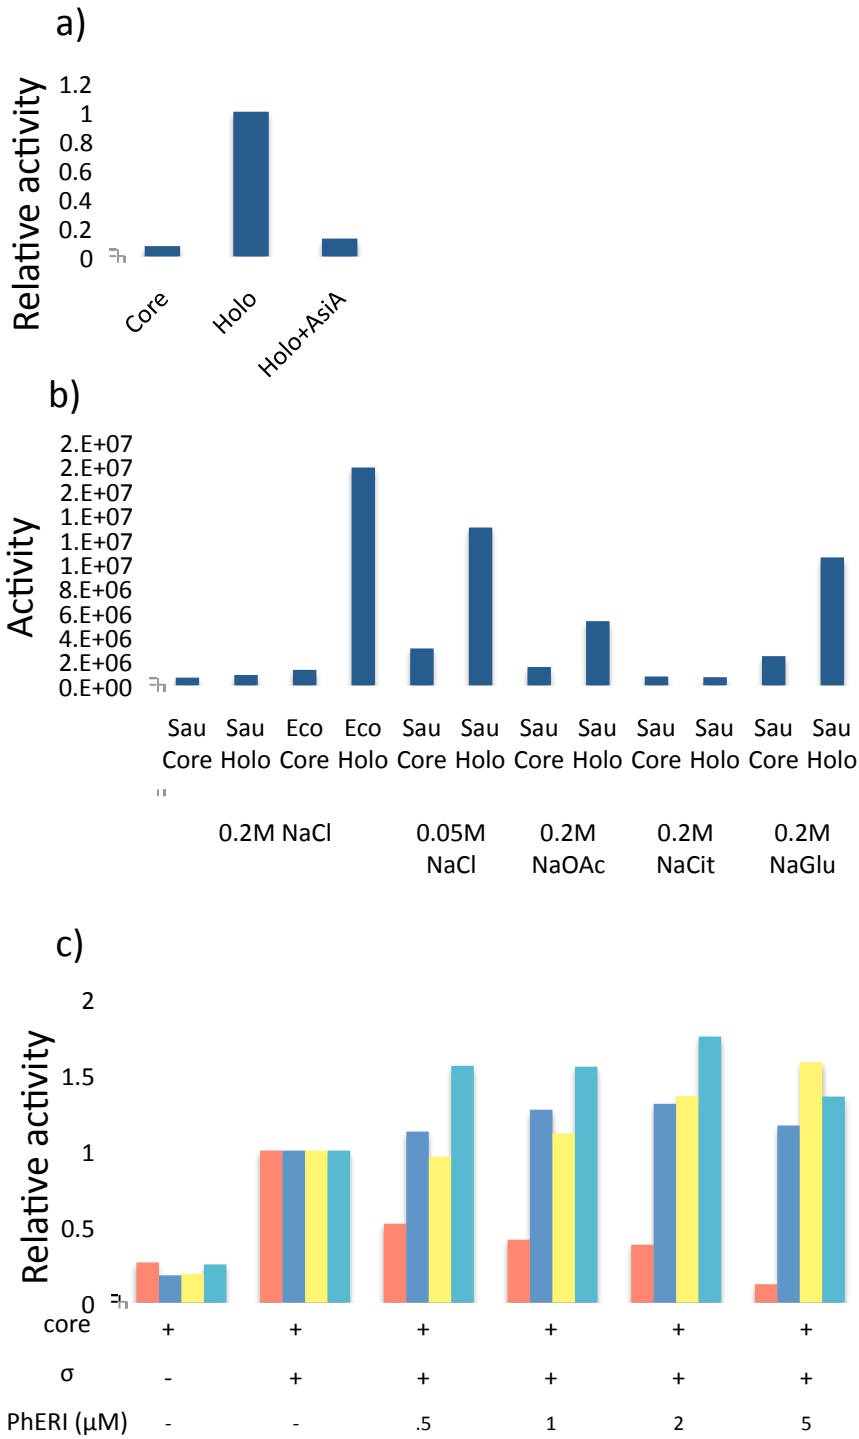 a)
Relative activity
1.2
1
0.8
0.6
0.4
0.2
0
Core
Holo
Holo+AsiA
b)
Activity
2.E+07
2.E+07
2.E+07
1.E+07
1.E+07
1.E+07
8.E+06
6.E+06
4.E+06
2.E+06
0.E+00
Sau Sau Eco Eco Sau Sau Sau Sau Sau Sau Sau Sau
Core Holo Core Holo Core Holo Core Holo Core Holo Core Holo
0.2M NaCl 0.05M 0.2M 0.2M 0.2M
NaCl NaOAc NaCit NaGlu
c)
Relative activity
2
1.5
1
0.5
0
core + + + + + +
σ - + + + + +
PhERI (μM) - - .5 1 2 5